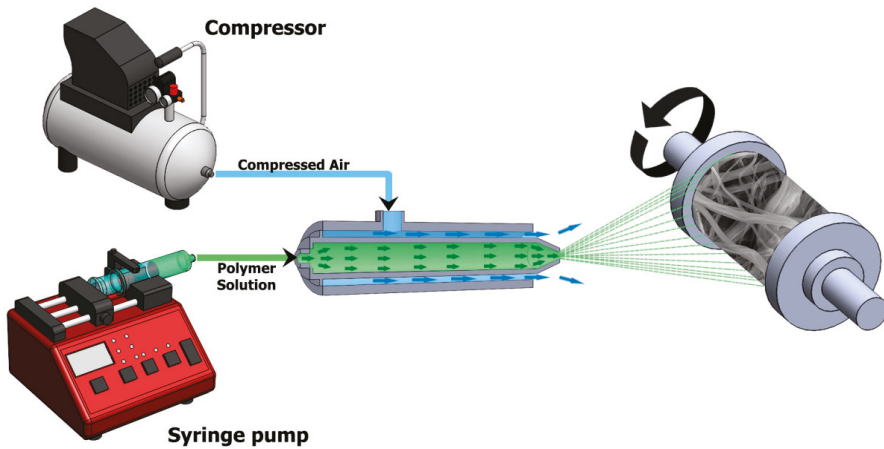 Compressor
Compressed Air
Polymer
Solution
Syringe pump